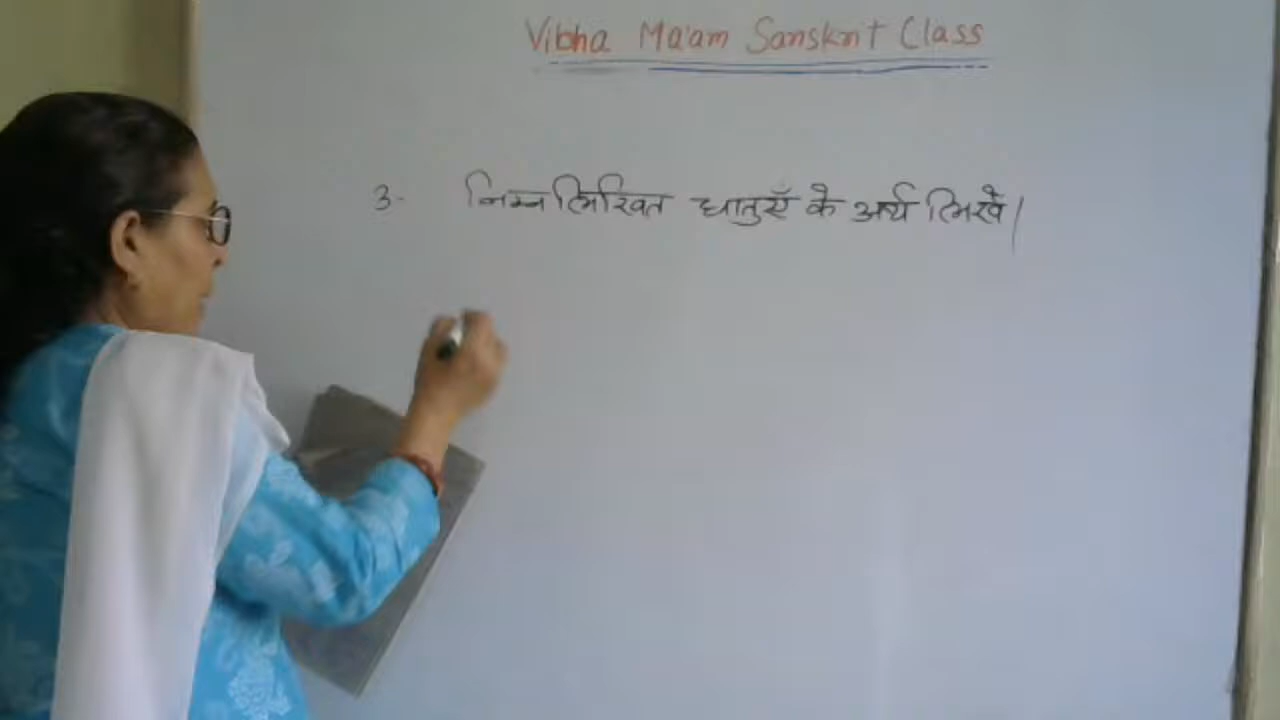 Vibha Ma'am Sanskrit Class
3- निम्नलिखित धातुएँ के अर्थ लिखे।